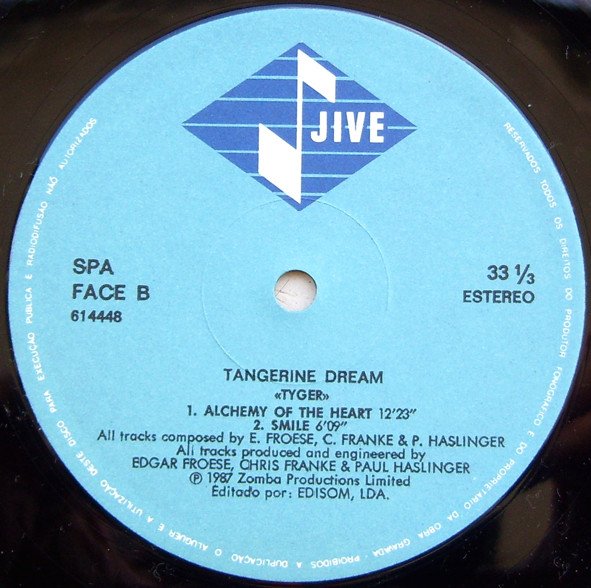 JIVE
SPA
FACE B
614448
33 ⅓
ESTEREO
TANGERINE DREAM
«TYGER»
1. ALCHEMY OF THE HEART 12'23"
2. SMILE 6'09"
All tracks composed by E. FROESE, C. FRANKE & P. HASLINGER
All tracks produced and engineered by
EDGAR FROESE, CHRIS FRANKE & PAUL HASLINGER
℗ 1987 Zomba Productions Limited
Editado por: EDISOM, LDA.
RESERVADOS TODOS OS DIREITOS DO PRODUTOR FONOGRÁFICO E DO PROPRIETÁRIO DA OBRA GRAVADA PROIBIDOS A DUPLICAÇÃO O ALUGUER E A UTILIZAÇÃO DESTE DISCO PARA EXECUÇÃO PUBLICA E RADIODIFUSÃO NÃO AUTORIZADOS